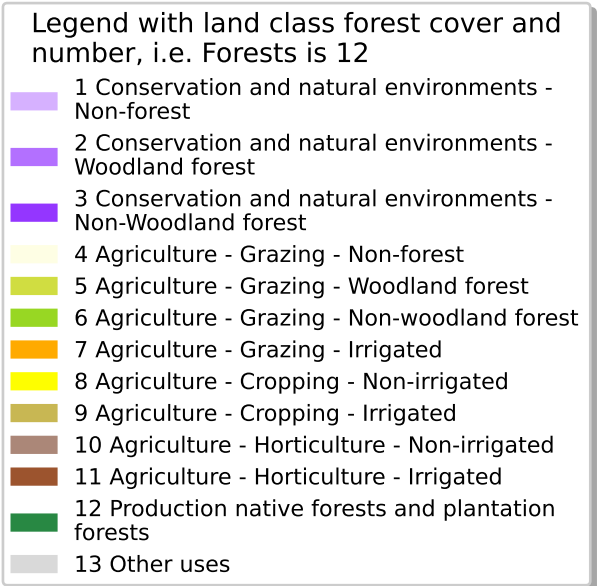 Legend with land class forest cover and
number, i.e. Forests is 12
1 Conservation and natural environments -
Non-forest
2 Conservation and natural environments -
Woodland forest
3 Conservation and natural environments -
Non-Woodland forest
4 Agriculture - Grazing - Non-forest
5 Agriculture - Grazing - Woodland forest
6 Agriculture - Grazing - Non-woodland forest
7 Agriculture - Grazing - Irrigated
8 Agriculture - Cropping - Non-irrigated
9 Agriculture - Cropping - Irrigated
10 Agriculture - Horticulture - Non-irrigated
11 Agriculture - Horticulture - Irrigated
12 Production native forests and plantation
forests
13 Other uses